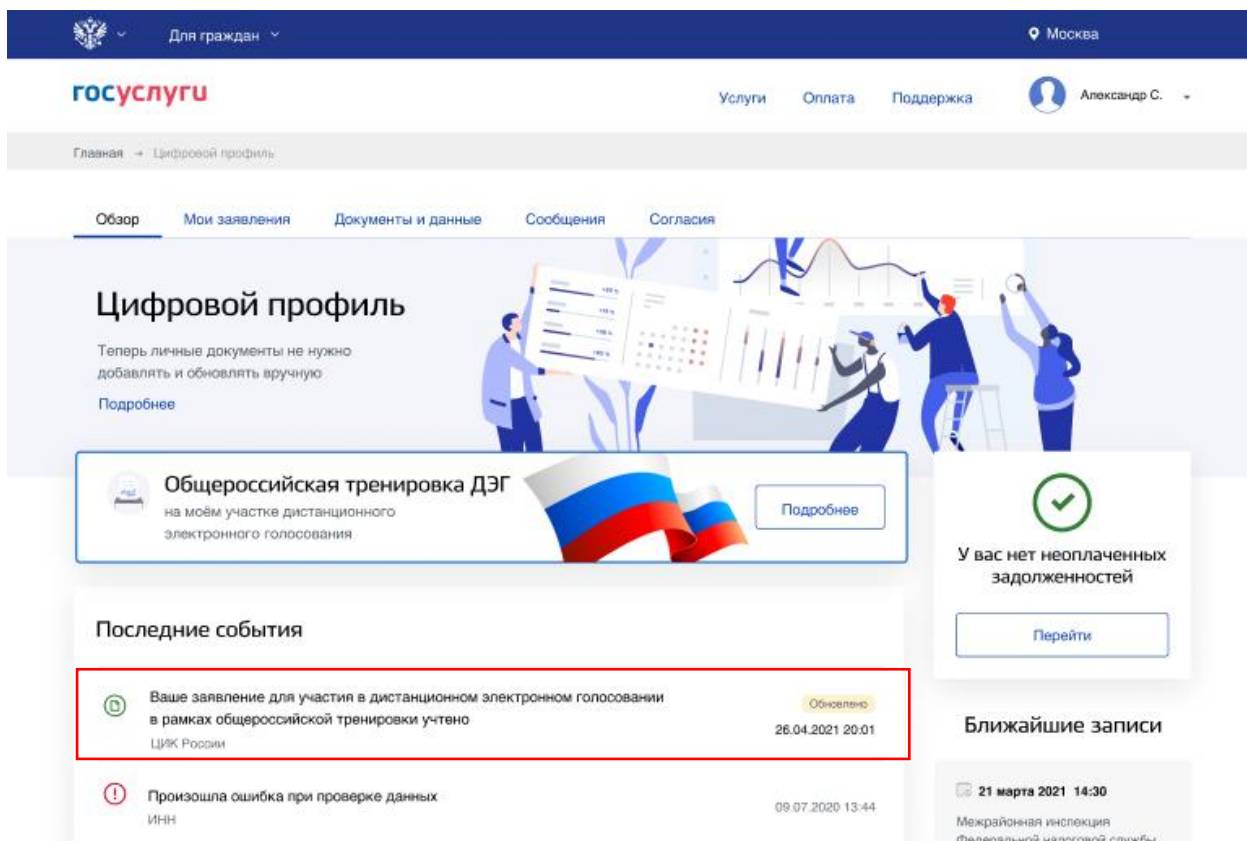 Для граждан
Москва
госуслуги
Услуги Оплата Поддержка Александр С.
Главная → Цифровой профиль
Обзор Мои заявления Документы и данные Сообщения Согласия
Цифровой профиль
Теперь личные документы не нужно
добавлять и обновлять вручную
Подробнее
Общероссийская тренировка ДЭГ
на моём участке дистанционного
электронного голосования
Подробнее
У вас нет неоплаченных
задолженностей
Перейти
Последние события
Ваше заявление для участия в дистанционном электронном голосовании
в рамках общероссийской тренировки учтено
ЦИК России
Обновлено
26.04.2021 20:01
Произошла ошибка при проверке данных
ИНН
09.07.2020 13:44
Ближайшие записи
21 марта 2021 14:30
Межрайонная инспекция
Федеральной налоговой службы